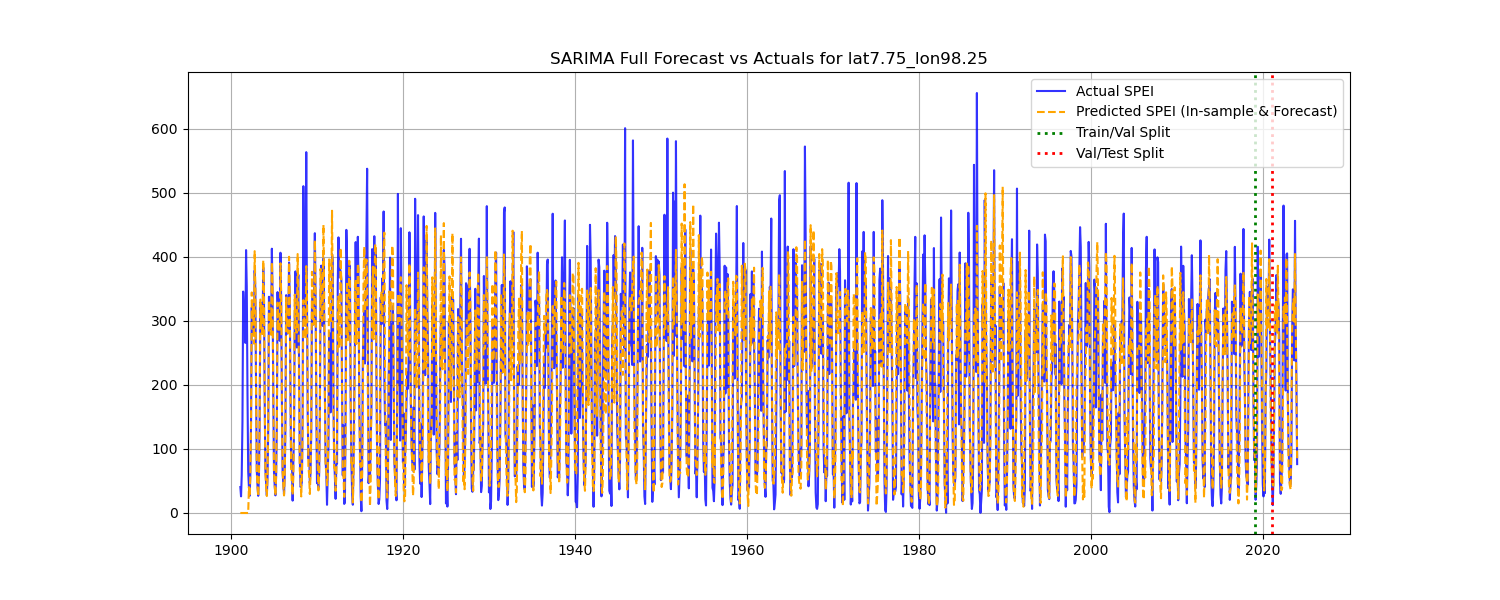 SARIMA Full Forecast vs Actuals for lat7.75_lon98.25
Actual SPEI
Predicted SPEI (In-sample & Forecast)
Train/Val Split
Val/Test Split
600
500
400
300
200
100
0
1900 1920 1940 1960 1980 2000 2020